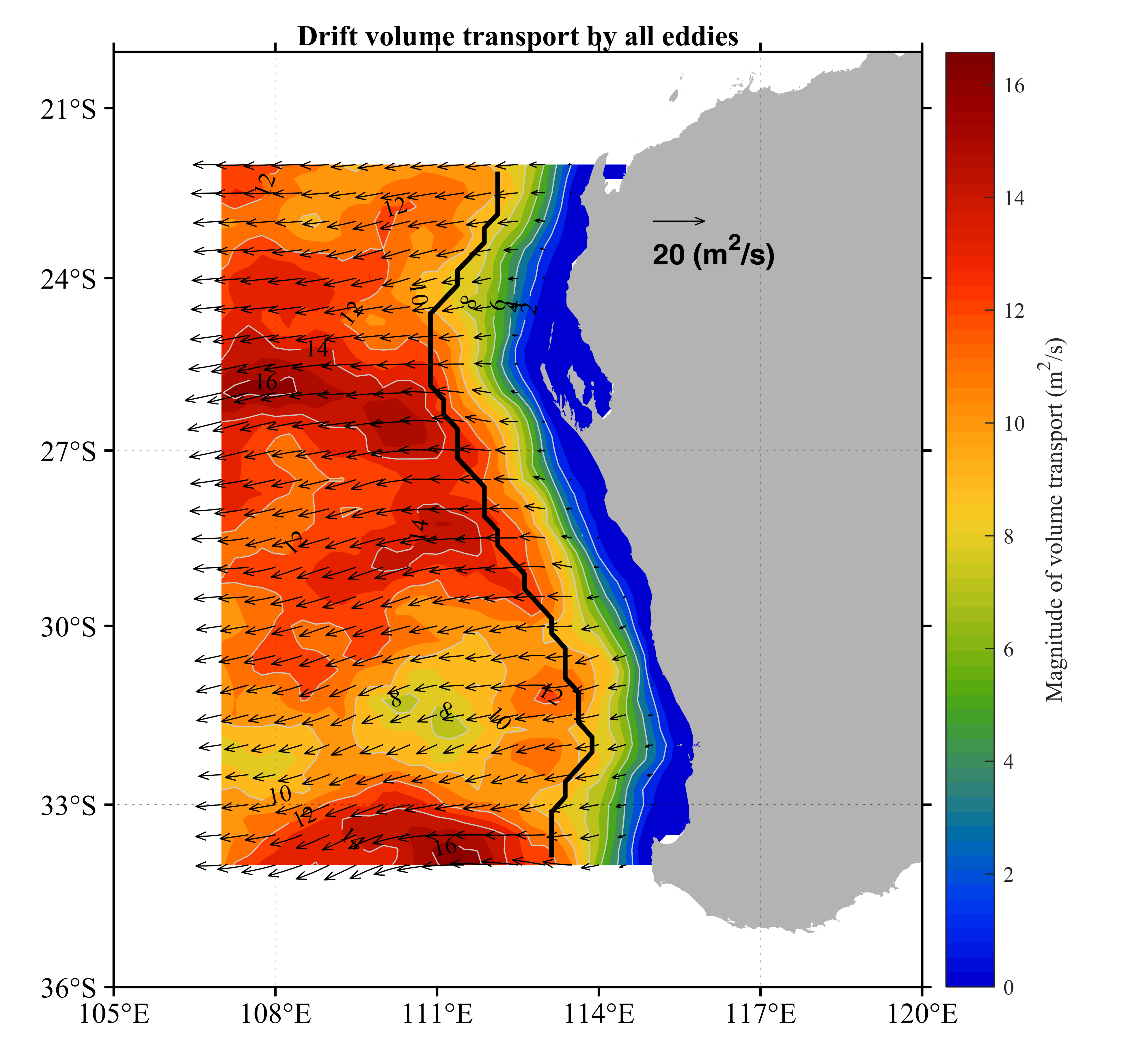 Drift volume transport by all eddies
21°S
24°S
27°S
30°S
33°S
36°S
105°E
108°E
111°E
114°E
117°E
120°E
20 (m²/s)
12
12
10
8
6
4
2
12
14
16
14
12
12
8
8
10
10
12
14
16
16
14
12
10
8
6
4
2
0
Magnitude of volume transport (m²/s)